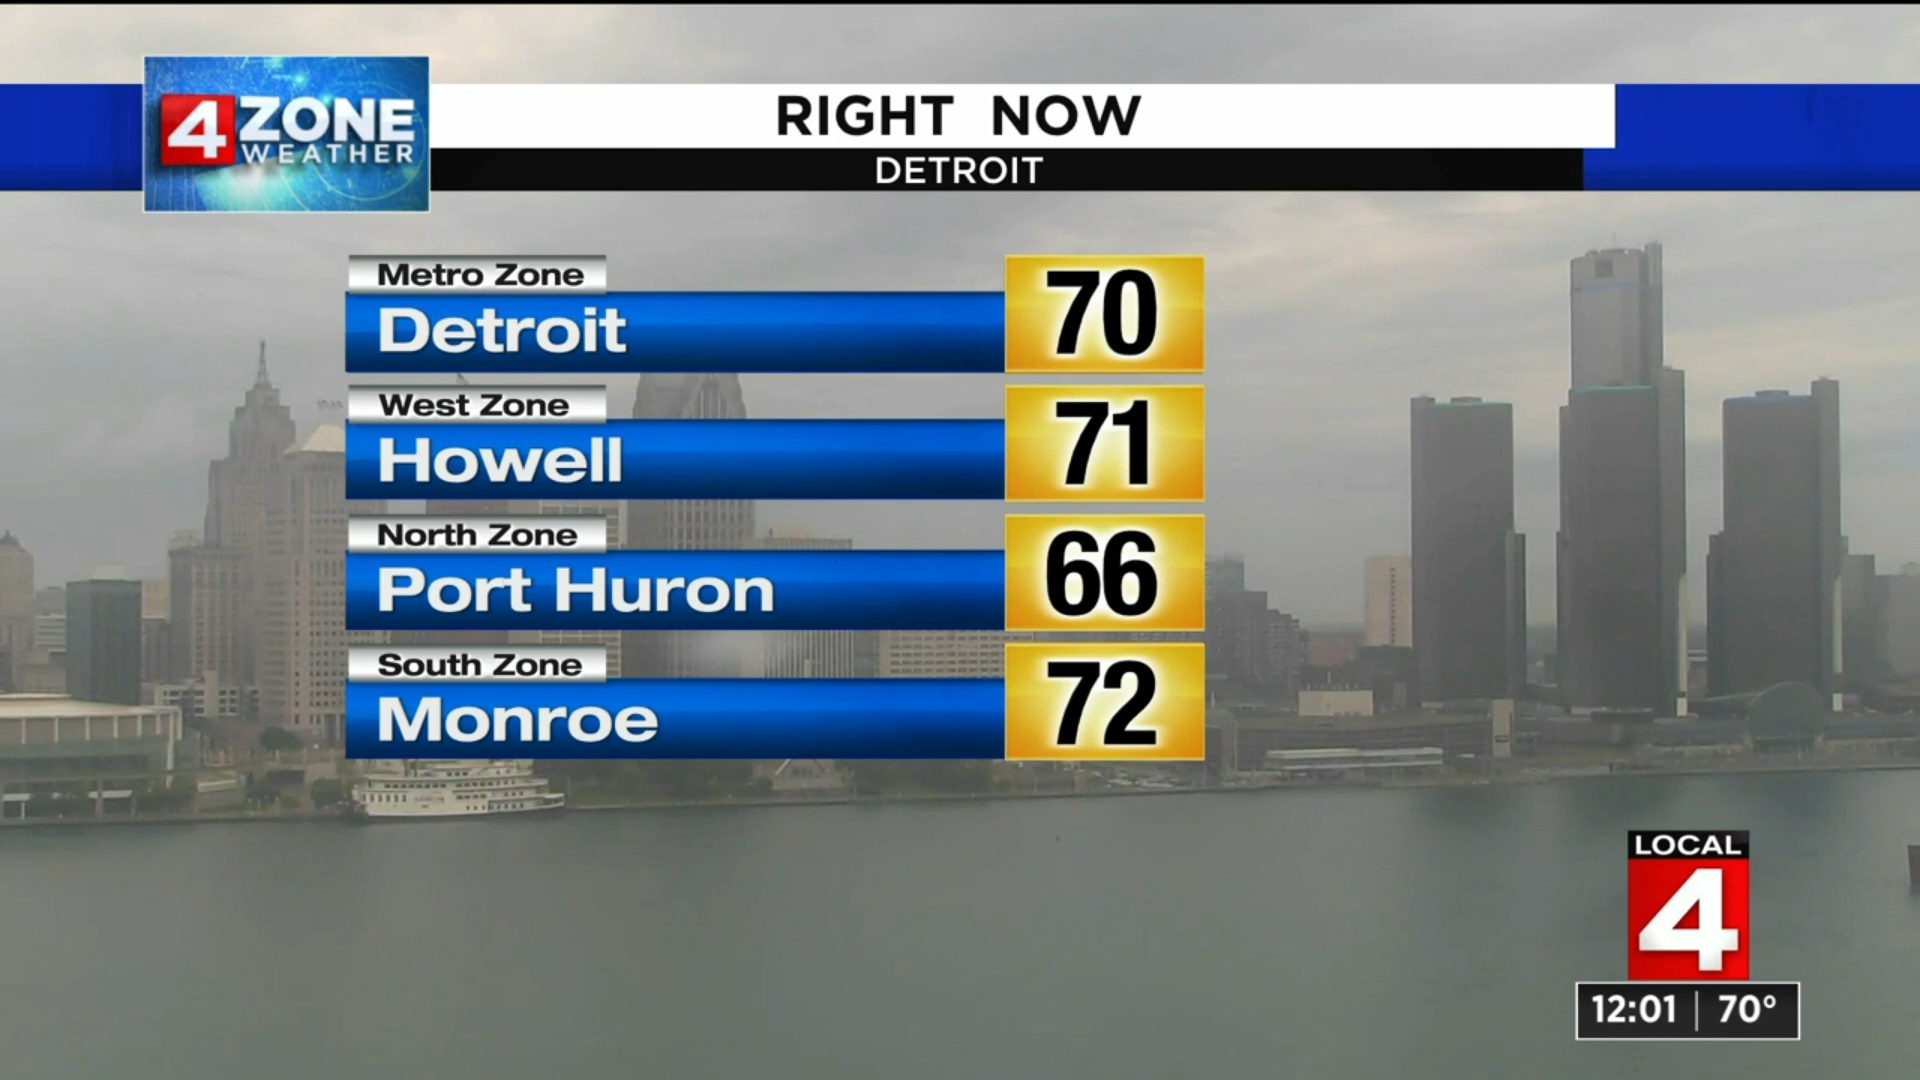 4 ZONE
WEATHER
RIGHT NOW
DETROIT
Metro Zone
Detroit
70
West Zone
Howell
71
North Zone
Port Huron
66
South Zone
Monroe
72
LOCAL
4
12:01 | 70°